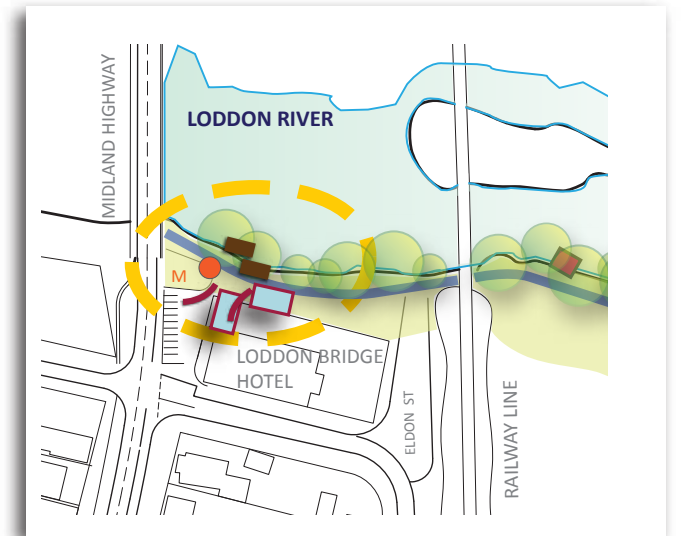 MIDLAND HIGHWAY
LODDON RIVER
M
LODDON BRIDGE
HOTEL
ELDON ST
RAILWAY LINE